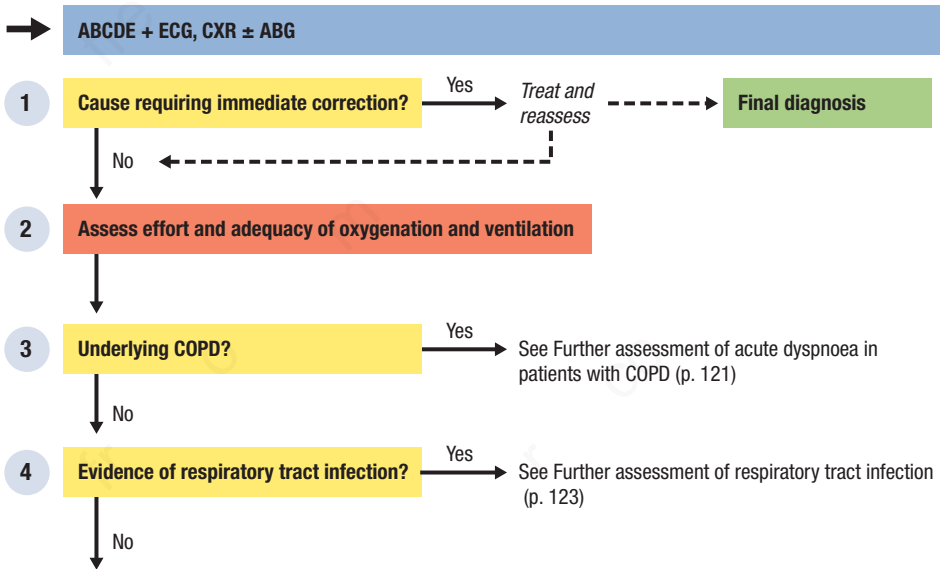 ABCDE + ECG, CXR ± ABG
1
Cause requiring immediate correction?
Yes
Treat and
reassess
Final diagnosis
No
2
Assess effort and adequacy of oxygenation and ventilation
3
Underlying COPD?
Yes
See Further assessment of acute dyspnoea in
patients with COPD (p. 121)
No
4
Evidence of respiratory tract infection?
Yes
See Further assessment of respiratory tract infection
(p. 123)
No